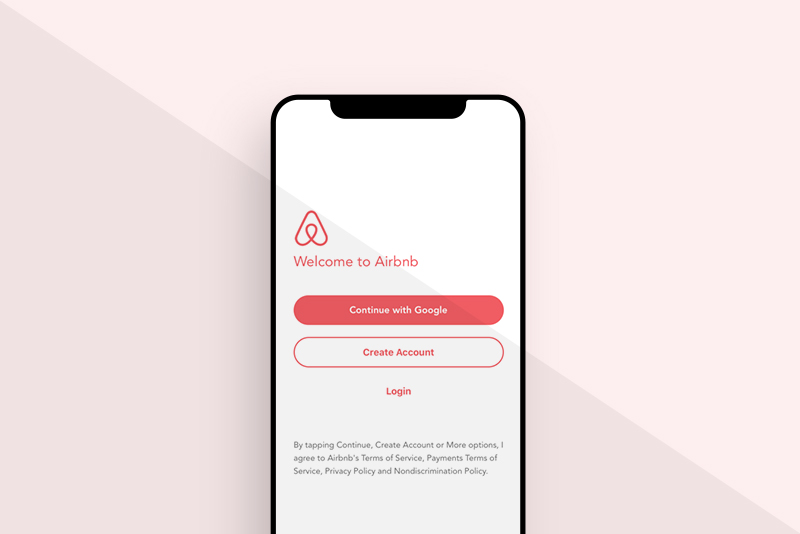 Welcome to Airbnb
Continue with Google
Create Account
Login
By tapping Continue, Create Account or More options, I
agree to Airbnb's Terms of Service, Payments Terms of
Service, Privacy Policy and Nondiscrimination Policy.